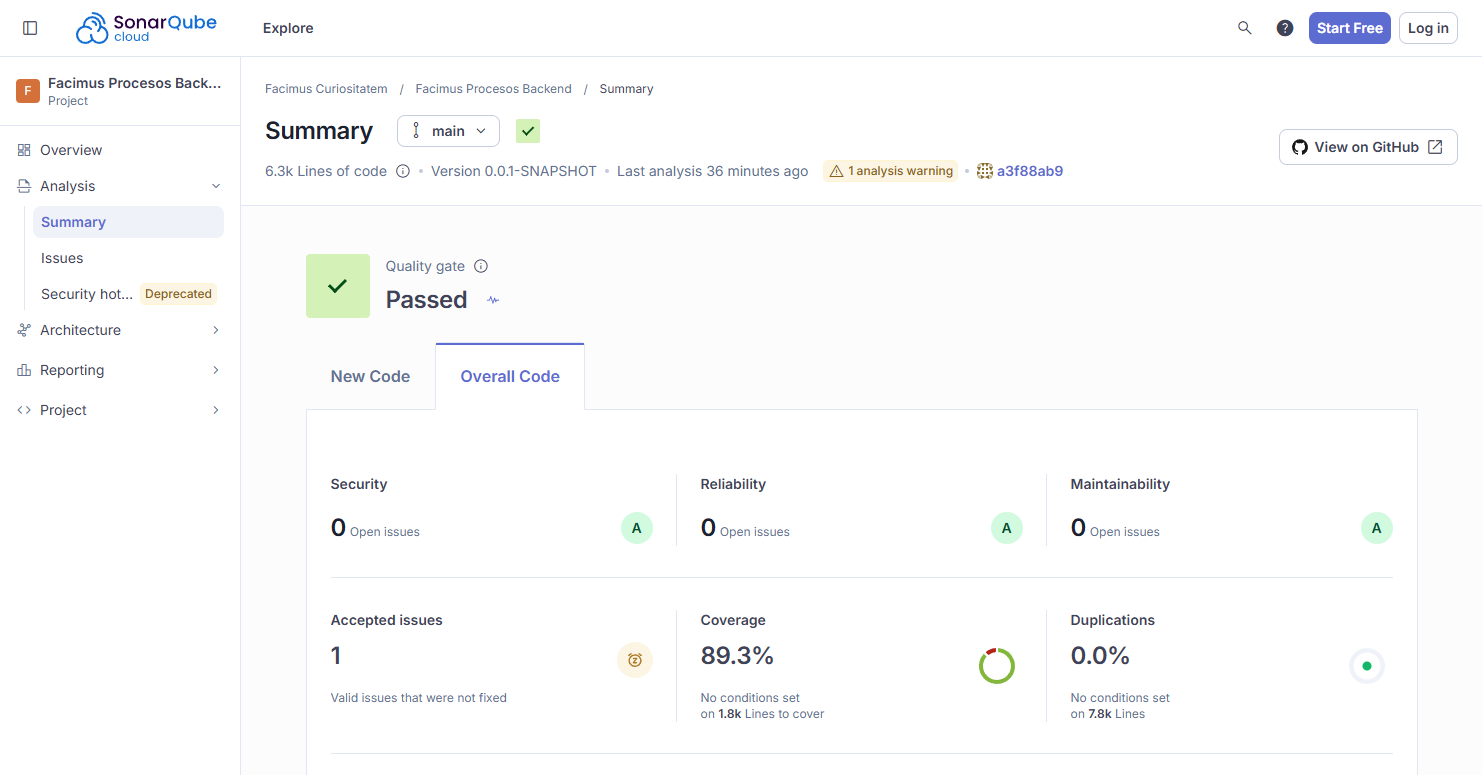 SonarQube cloud
Explore
?
Start Free
Log in
F
Facimus Procesos Back...
Project
Overview
Analysis
Summary
Issues
Security hot... Deprecated
Architecture
Reporting
Project
Facimus Curiositatem / Facimus Procesos Backend / Summary
Summary main
View on GitHub
6.3k Lines of code • Version 0.0.1-SNAPSHOT • Last analysis 36 minutes ago 1 analysis warning • a3f88ab9
Quality gate
Passed
New Code Overall Code
Security
0 Open issues A
Reliability
0 Open issues A
Maintainability
0 Open issues A
Accepted issues
1
Valid issues that were not fixed
Coverage
89.3%
No conditions set
on 1.8k Lines to cover
Duplications
0.0%
No conditions set
on 7.8k Lines